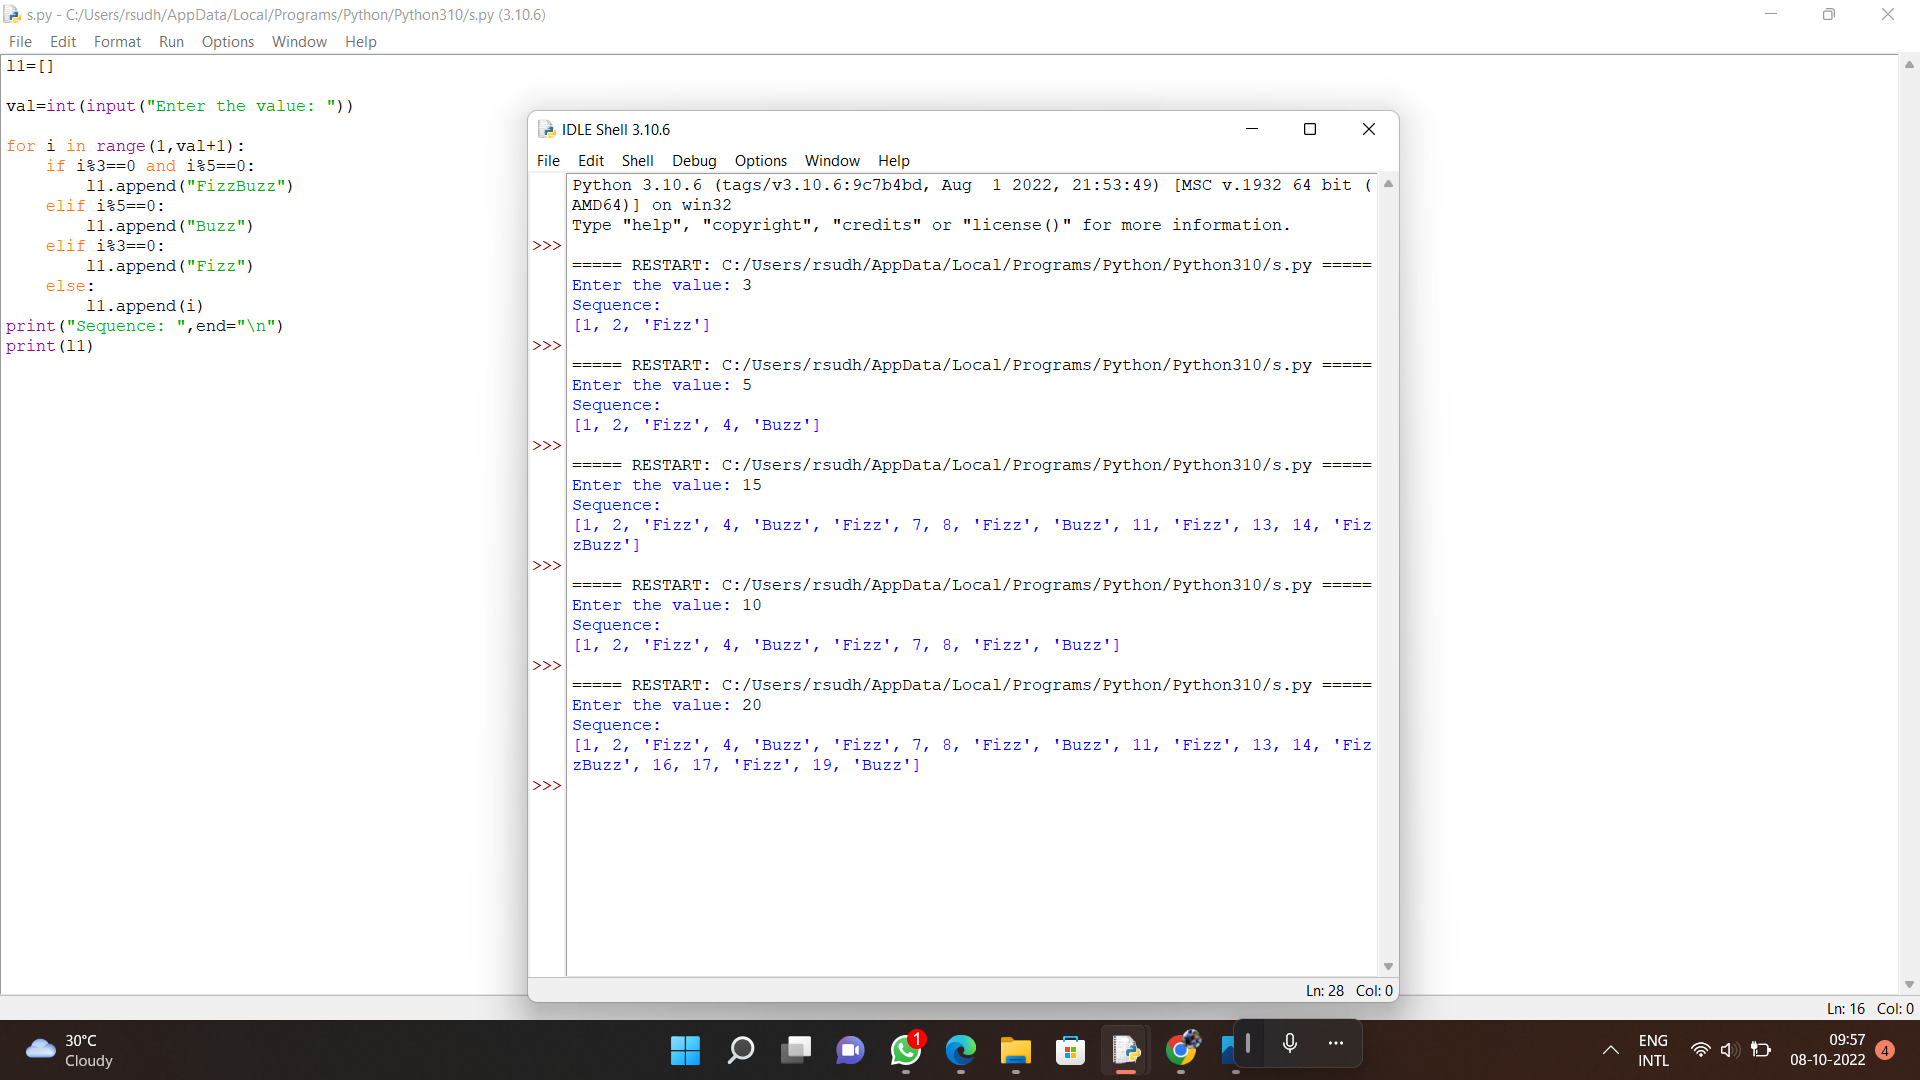 s.py - C:/Users/rsudh/AppData/Local/Programs/Python/Python310/s.py (3.10.6)
File Edit Format Run Options Window Help
l1=[]
val=int(input("Enter the value: "))
for i in range(1,val+1):
    if i%3==0 and i%5==0:
        l1.append("FizzBuzz")
    elif i%5==0:
        l1.append("Buzz")
    elif i%3==0:
        l1.append("Fizz")
    else:
        l1.append(i)
print("Sequence: ",end="\n")
print(l1)
IDLE Shell 3.10.6
File Edit Shell Debug Options Window Help
Python 3.10.6 (tags/v3.10.6:9c7b4bd, Aug  1 2022, 21:53:49) [MSC v.1932 64 bit (
AMD64)] on win32
Type "help", "copyright", "credits" or "license()" for more information.
>>>
===== RESTART: C:/Users/rsudh/AppData/Local/Programs/Python/Python310/s.py =====
Enter the value: 3
Sequence:
[1, 2, 'Fizz']
>>>
===== RESTART: C:/Users/rsudh/AppData/Local/Programs/Python/Python310/s.py =====
Enter the value: 5
Sequence:
[1, 2, 'Fizz', 4, 'Buzz']
>>>
===== RESTART: C:/Users/rsudh/AppData/Local/Programs/Python/Python310/s.py =====
Enter the value: 15
Sequence:
[1, 2, 'Fizz', 4, 'Buzz', 'Fizz', 7, 8, 'Fizz', 'Buzz', 11, 'Fizz', 13, 14, 'Fiz
zBuzz']
>>>
===== RESTART: C:/Users/rsudh/AppData/Local/Programs/Python/Python310/s.py =====
Enter the value: 10
Sequence:
[1, 2, 'Fizz', 4, 'Buzz', 'Fizz', 7, 8, 'Fizz', 'Buzz']
>>>
===== RESTART: C:/Users/rsudh/AppData/Local/Programs/Python/Python310/s.py =====
Enter the value: 20
Sequence:
[1, 2, 'Fizz', 4, 'Buzz', 'Fizz', 7, 8, 'Fizz', 'Buzz', 11, 'Fizz', 13, 14, 'Fiz
zBuzz', 16, 17, 'Fizz', 19, 'Buzz']
>>>
Ln: 28 Col: 0
Ln: 16 Col: 0
30°C
Cloudy
1
ENG
INTL
09:57
08-10-2022
4